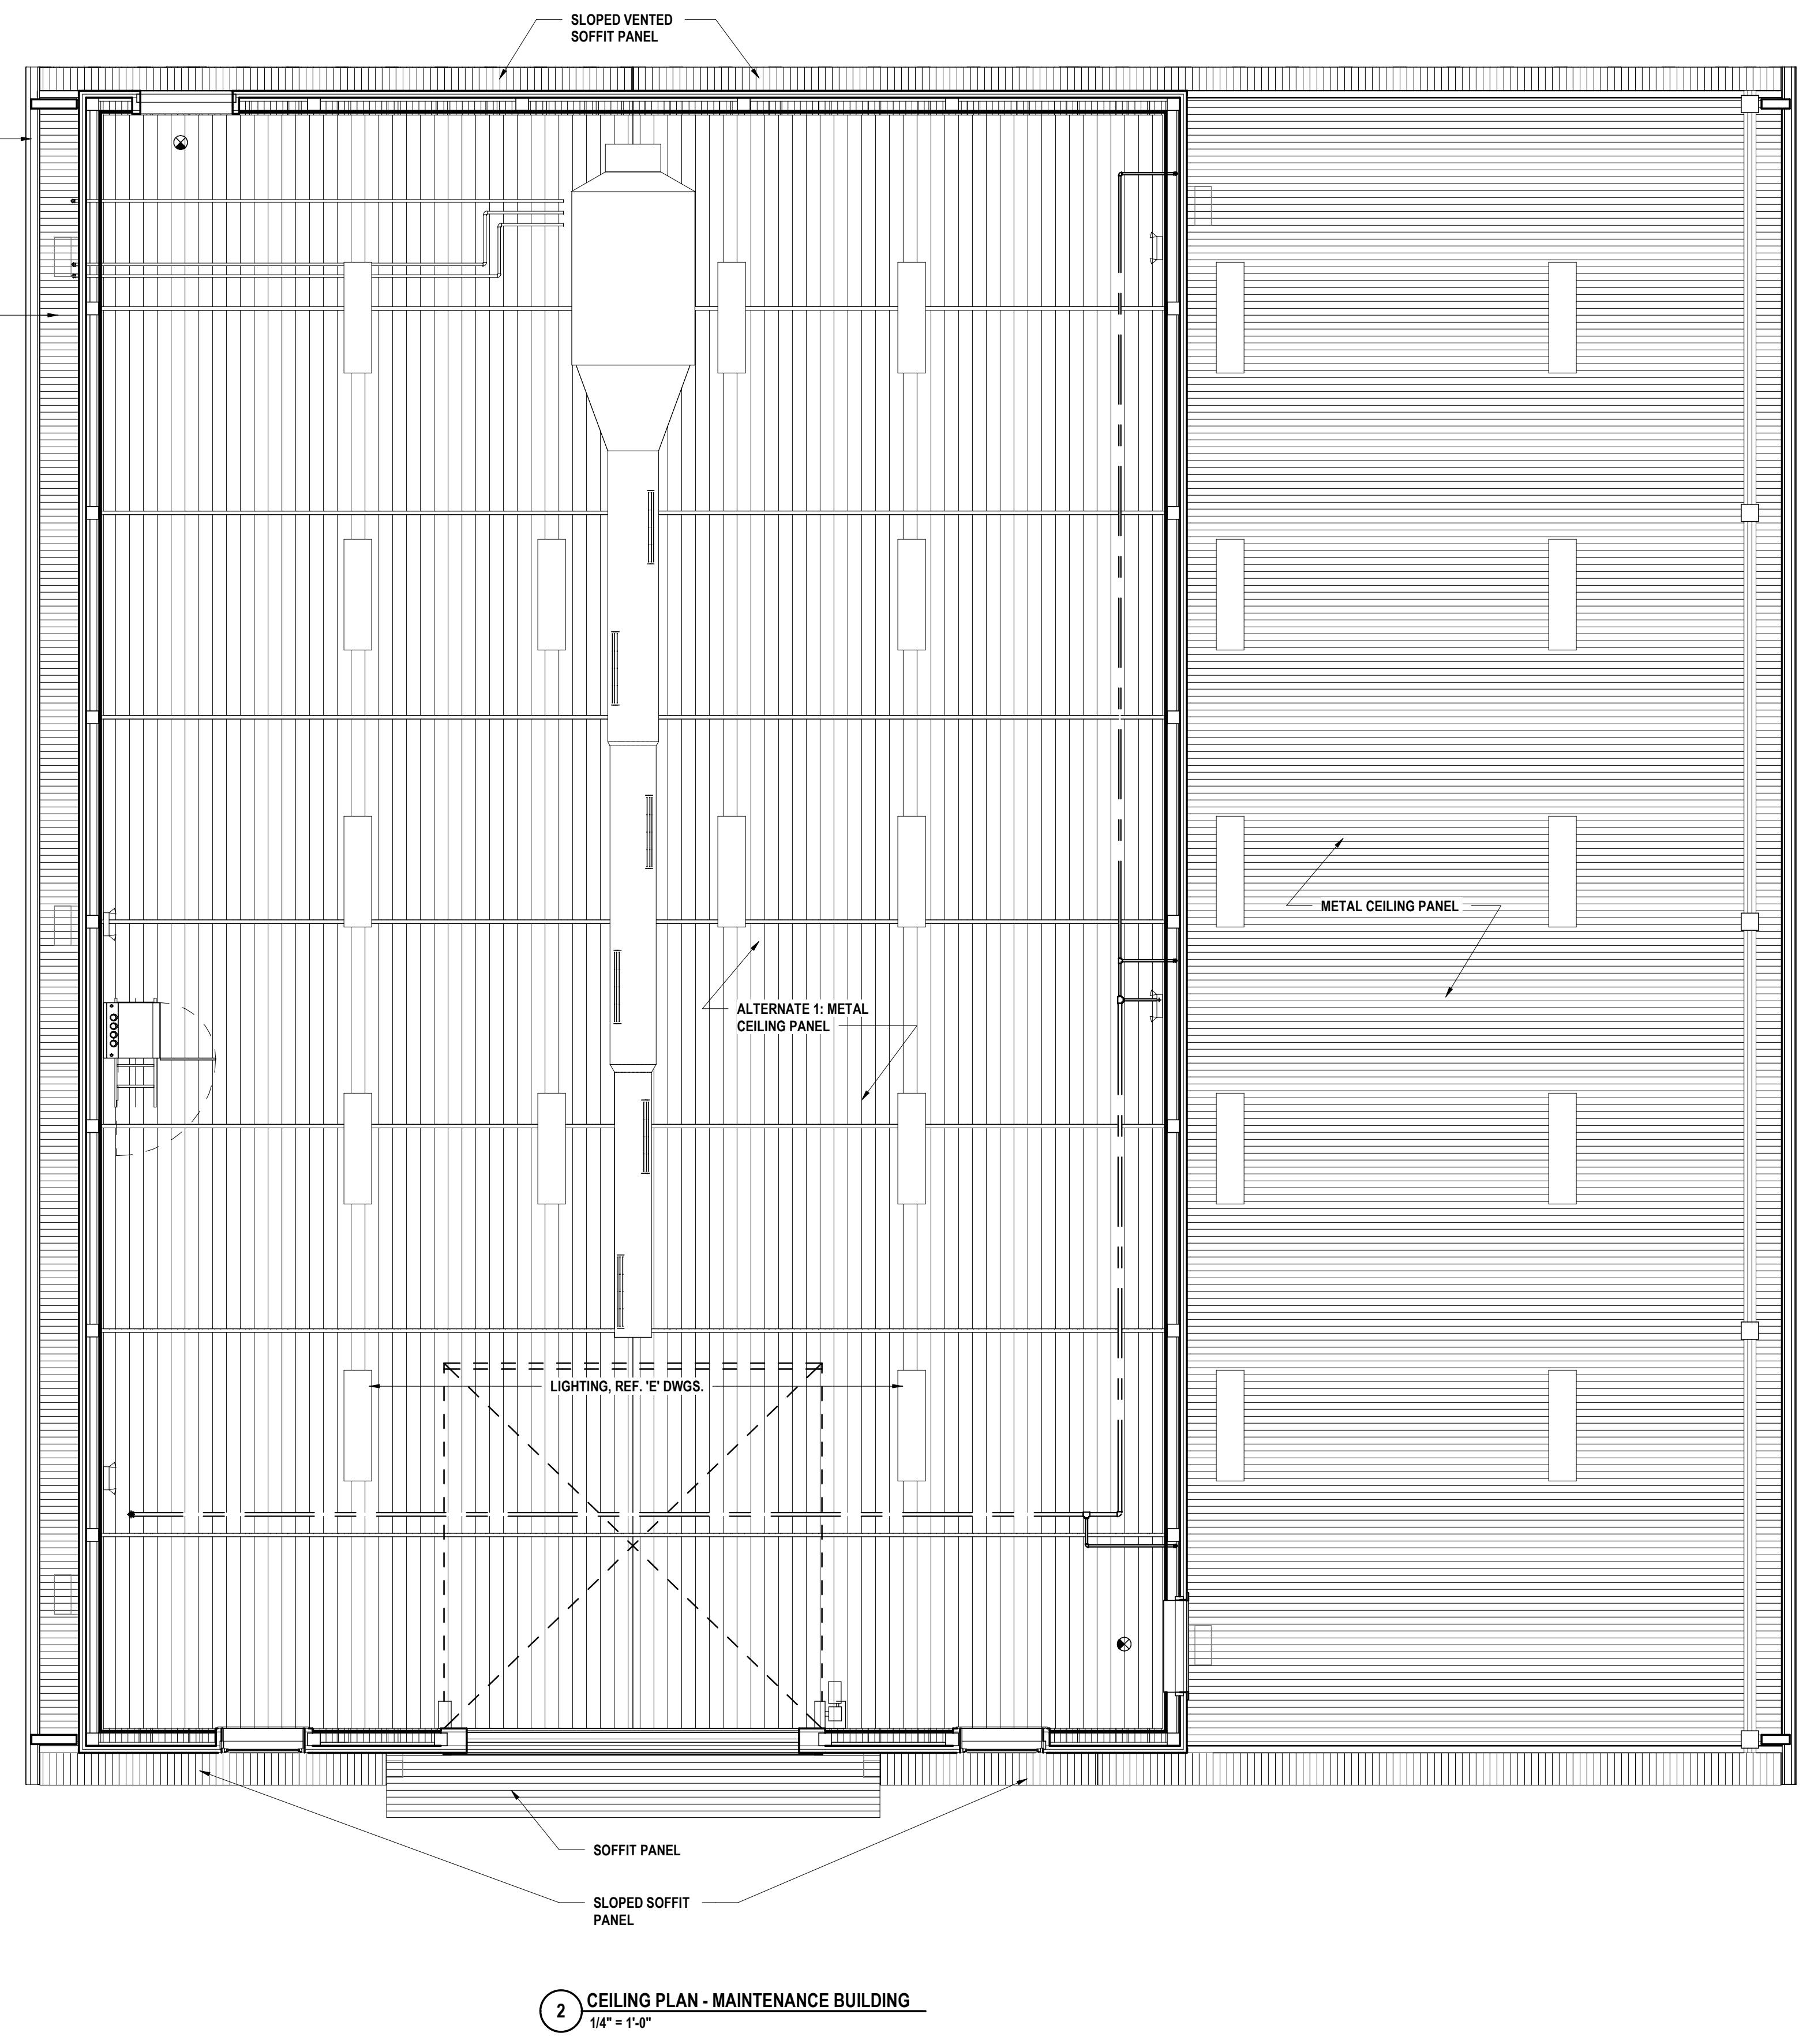 SLOPED VENTED
SOFFIT PANEL
METAL CEILING PANEL
ALTERNATE 1: METAL
CEILING PANEL
LIGHTING, REF. 'E' DWGS.
SOFFIT PANEL
SLOPED SOFFIT
PANEL
2
CEILING PLAN - MAINTENANCE BUILDING
1/4" = 1'-0"